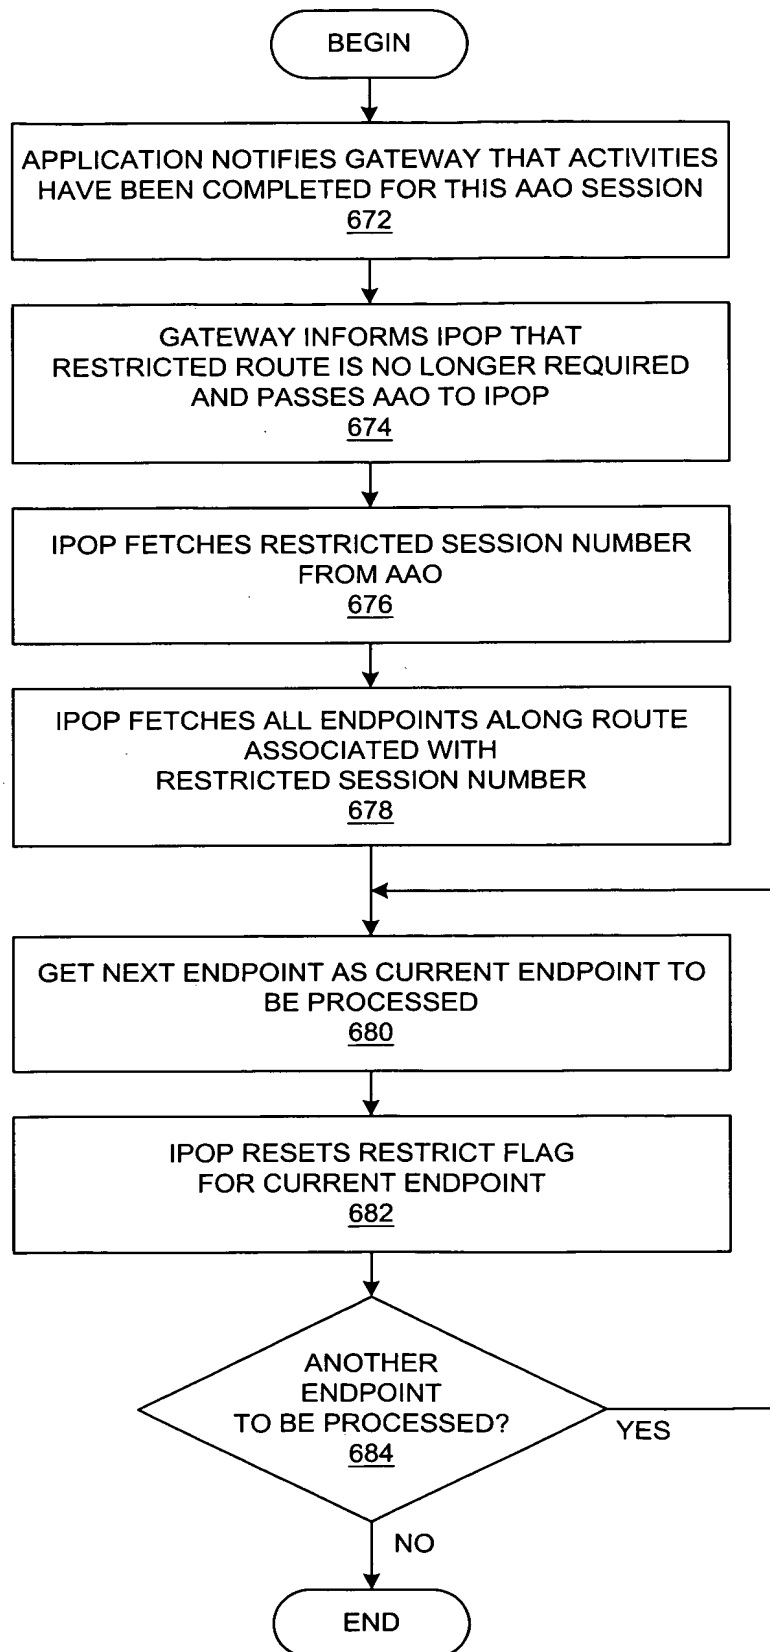 BEGIN
APPLICATION NOTIFIES GATEWAY THAT ACTIVITIES
HAVE BEEN COMPLETED FOR THIS AAO SESSION
672
GATEWAY INFORMS IPOP THAT
RESTRICTED ROUTE IS NO LONGER REQUIRED
AND PASSES AAO TO IPOP
674
IPOP FETCHES RESTRICTED SESSION NUMBER
FROM AAO
676
IPOP FETCHES ALL ENDPOINTS ALONG ROUTE
ASSOCIATED WITH
RESTRICTED SESSION NUMBER
678
GET NEXT ENDPOINT AS CURRENT ENDPOINT TO
BE PROCESSED
680
IPOP RESETS RESTRICT FLAG
FOR CURRENT ENDPOINT
682
ANOTHER
ENDPOINT
TO BE PROCESSED?
684
YES
NO
END